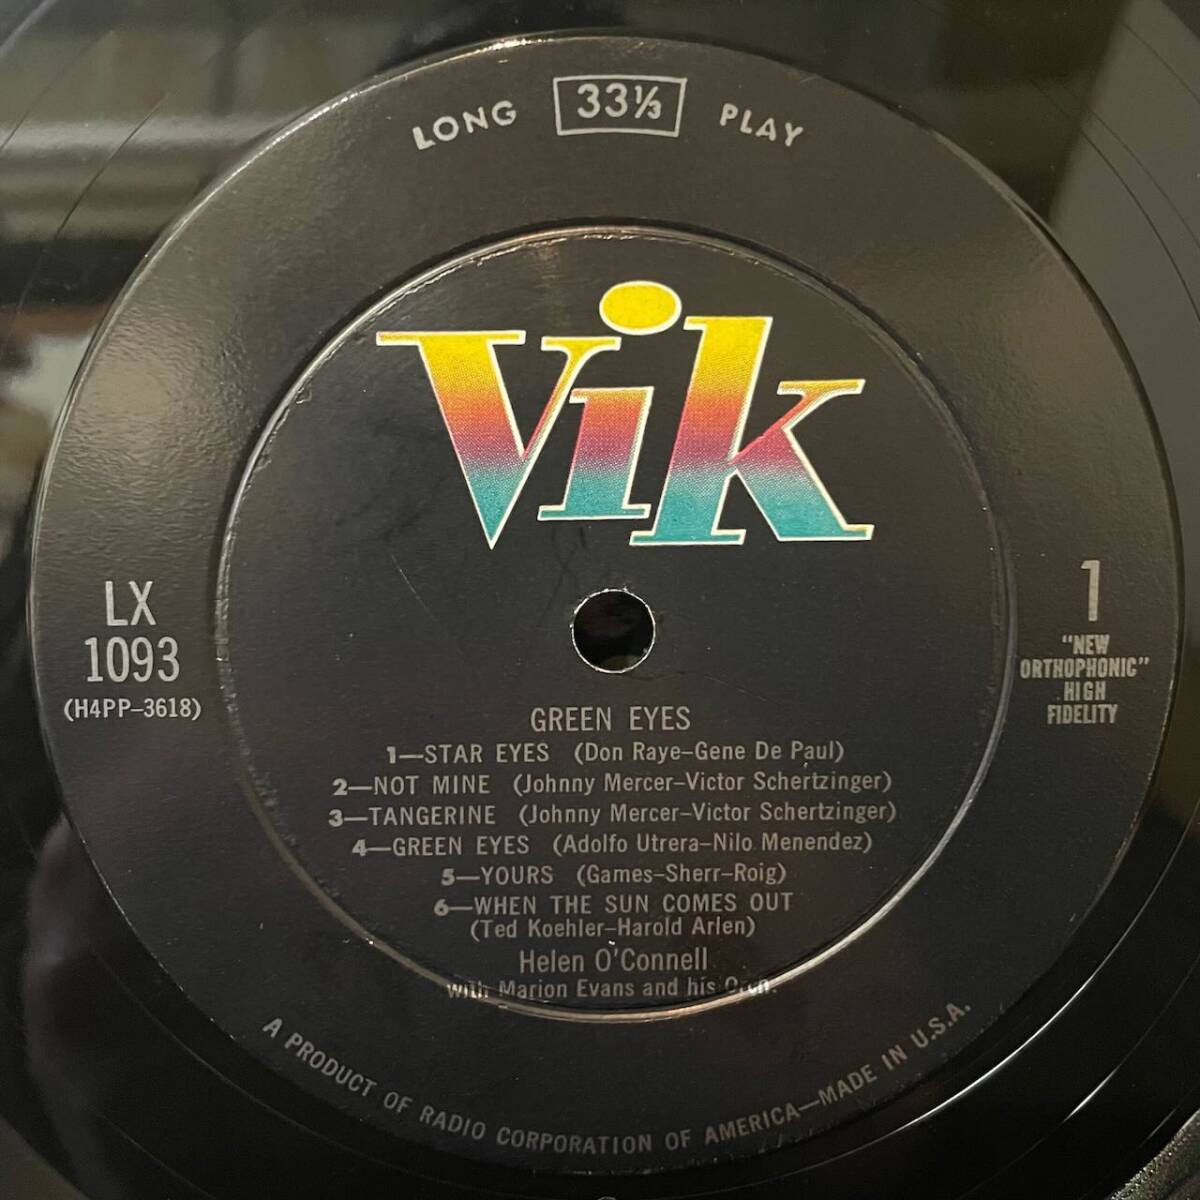 LONG 33⅓ PLAY
Vik
LX
1093
(H4PP-3618)
1
"NEW
ORTHOPHONIC"
HIGH
FIDELITY
GREEN EYES
1—STAR EYES (Don Raye-Gene De Paul)
2—NOT MINE (Johnny Mercer-Victor Schertzinger)
3—TANGERINE (Johnny Mercer-Victor Schertzinger)
4—GREEN EYES (Adolfo Utrera-Nilo Menendez)
5—YOURS (Games-Sherr-Roig)
6—WHEN THE SUN COMES OUT
(Ted Koehler-Harold Arlen)
Helen O'Connell
with Marion Evans and his Orch.
A PRODUCT OF RADIO CORPORATION OF AMERICA—MADE IN U.S.A.